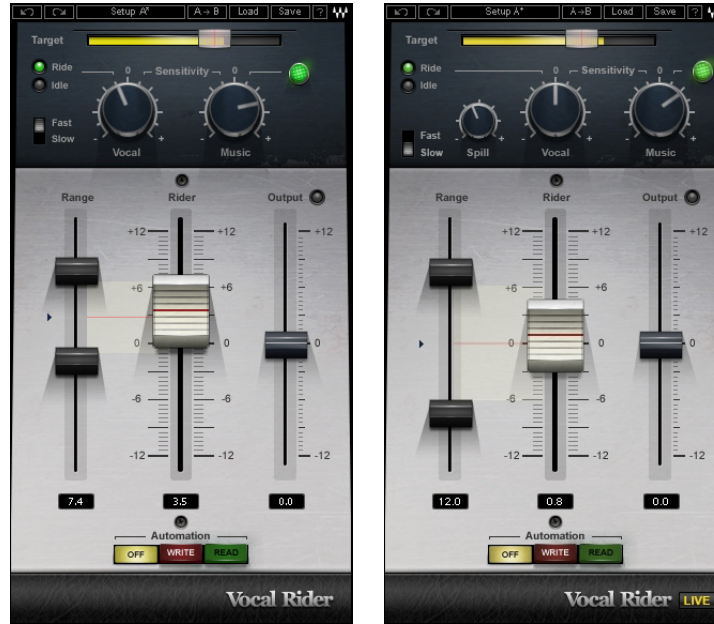 Setup A* A→B Load Save ?
Target
Ride
Idle
0
Sensitivity
0
Fast
Slow
- + - +
Vocal Music
Range Rider Output
+12 +12 +12
+6 +6
0 0 0
-6 -6
-12 -12 -12
7.4 3.5 0.0
Automation
OFF WRITE READ
Vocal Rider
Setup A* A→B Load Save ?
Target
Ride
Idle
0
Sensitivity
0
Fast
Slow
- + - + - +
Spill Vocal Music
Range Rider Output
+12 +12 +12
+6 +6
0 0 0
-6 -6
-12 -12 -12
12.0 0.8 0.0
Automation
OFF WRITE READ
Vocal Rider LIVE